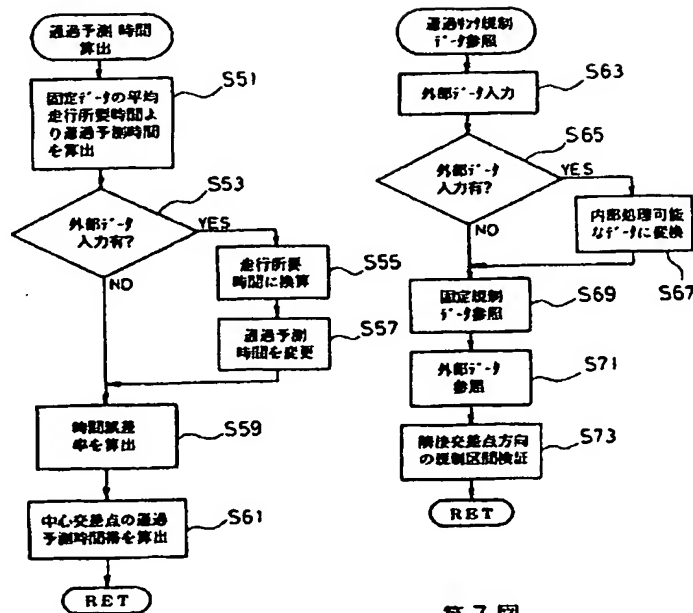 通過予測時間
算出
S51
固定データの平均
走行所要時間よ
り通過予測時間
を算出
S53
外部データ
入力有?
YES
NO
S55
走行所要
時間に換算
S57
通過予測
時間を変更
S59
時間誤差
率を算出
S61
中心交差点の通過
予測時間帯を算出
RET
通過リンク規制
データ参照
S63
外部データ入力
S65
外部データ
入力有?
YES
NO
内部処理可能
なデータに変換
S67
S69
固定規制
データ参照
S71
外部データ
参照
S73
隣接交差点方向
の規制区間検証
RET
第7図